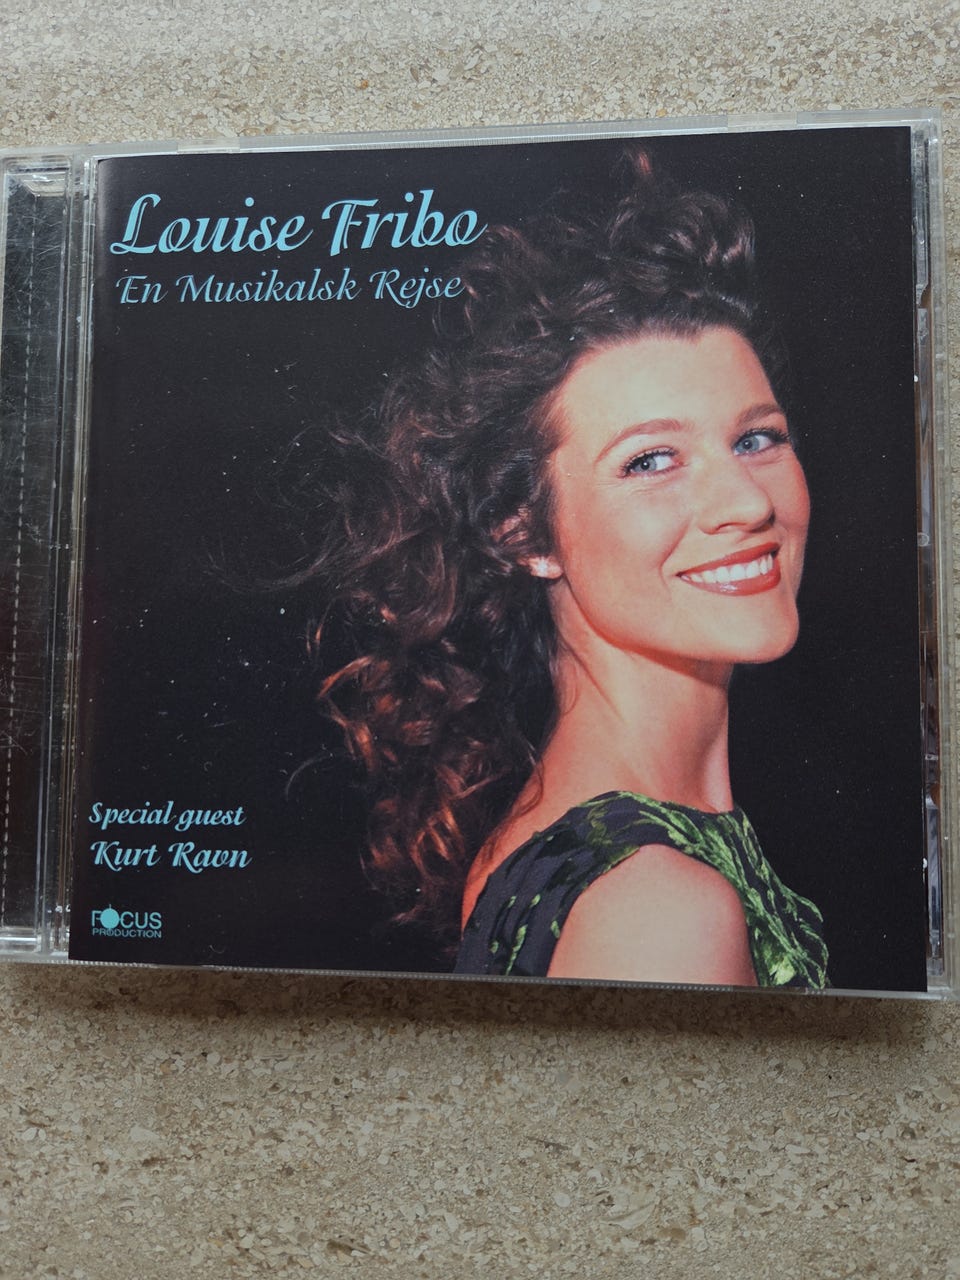 Louise Fribo
En Musikalsk Rejse
Special guest
Kurt Ravn
FOCUS
PRODUCTION